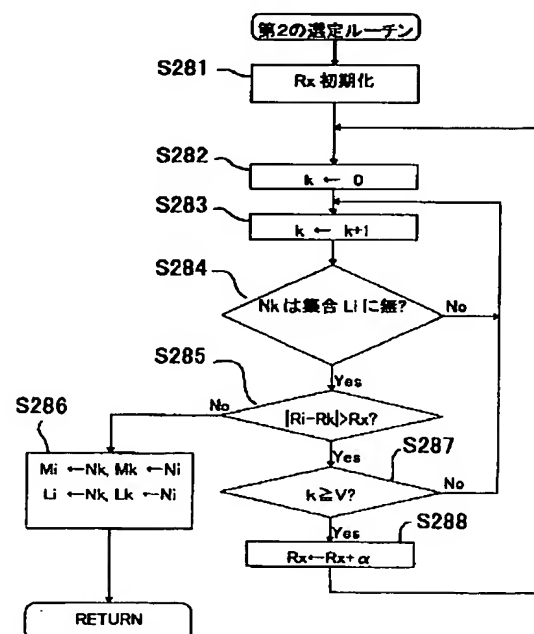 第2の選定ルーチン
S281
Rx 初期化
S282
k ← 0
S283
k ← k+1
S284
Nkは集合 Liに無?
No
Yes
S285
|Ri−Rk|>Rx?
No
Yes
S286
Mi ←Nk, Mk ←Ni
Li ←Nk, Lk ←Ni
S287
k≧V?
No
Yes
S288
Rx←Rx+α
RETURN